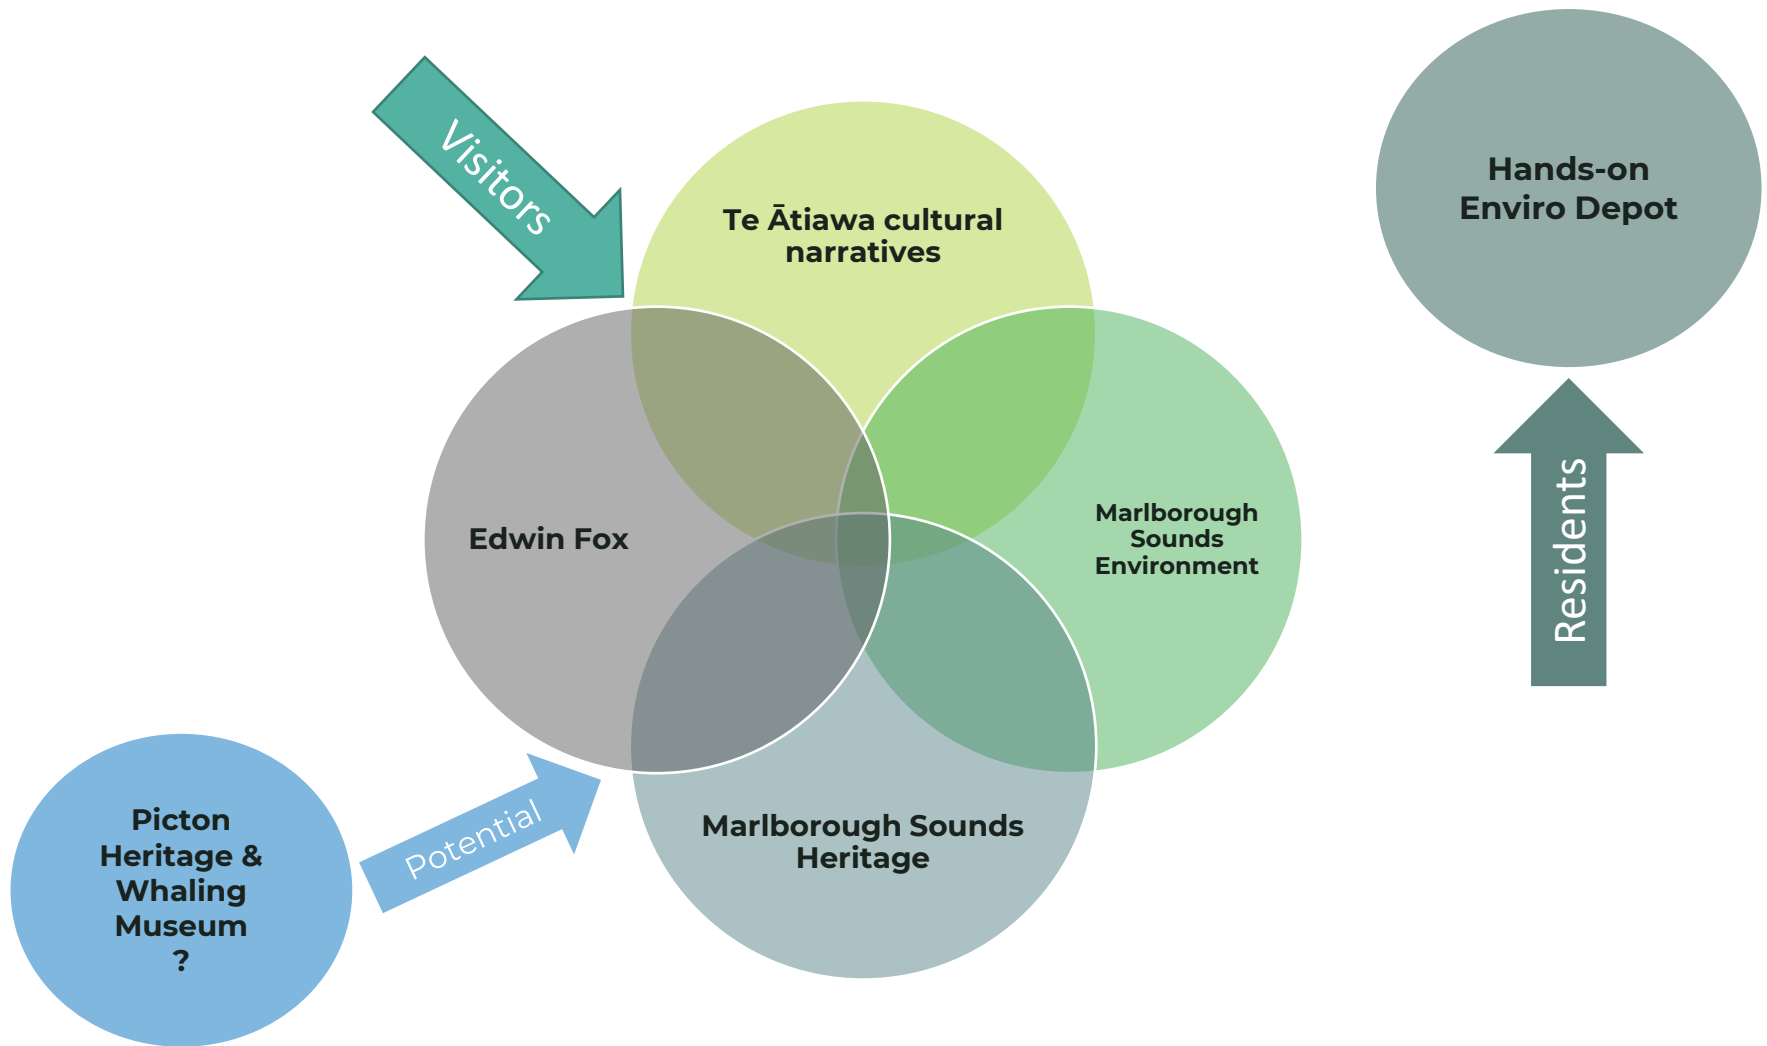 Visitors
Te Ātiawa cultural
narratives
Hands-on
Enviro Depot
Edwin Fox
Marlborough
Sounds
Environment
Residents
Picton
Heritage &
Whaling
Museum
?
Potential
Marlborough Sounds
Heritage